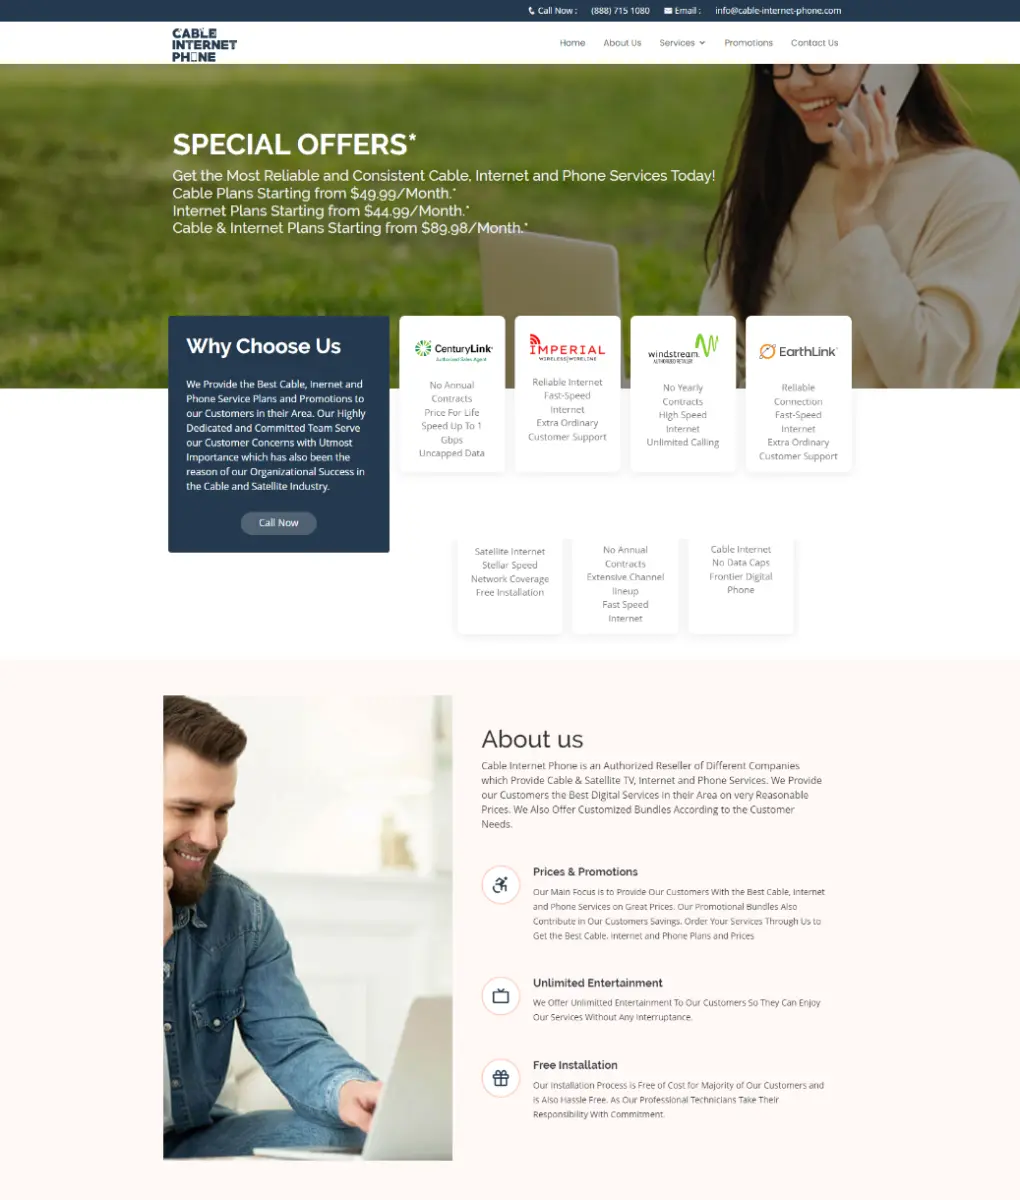 Call Now : (888) 715 1080 Email : info@cable-internet-phone.com
CABLE
INTERNET
PHONE
Home About Us Services Promotions Contact Us
SPECIAL OFFERS*
Get the Most Reliable and Consistent Cable, Internet and Phone Services Today!
Cable Plans Starting from $49.99/Month.*
Internet Plans Starting from $44.99/Month.*
Cable & Internet Plans Starting from $89.98/Month.*
Why Choose Us
We Provide the Best Cable, Inernet and
Phone Service Plans and Promotions to
our Customers in their Area. Our Highly
Dedicated and Committed Team Serve
our Customer Concerns with Utmost
Importance which has also been the
reason of our Organizational Success in
the Cable and Satellite Industry.
Call Now
CenturyLink
Authorized Sales Agent
No Annual
Contracts
Price For Life
Speed Up To 1
Gbps
Uncapped Data
IMPERIAL
WIRELESS|WIRELINE
Reliable Internet
Fast-Speed
Internet
Extra Ordinary
Customer Support
windstream.
AUTHORIZED RETAILER
No Yearly
Contracts
High Speed
Internet
Unlimited Calling
EarthLink
Reliable
Connection
Fast-Speed
Internet
Extra Ordinary
Customer Support
Satellite Internet
Stellar Speed
Network Coverage
Free Installation
No Annual
Contracts
Extensive Channel
lineup
Fast Speed
Internet
Cable Internet
No Data Caps
Frontier Digital
Phone
About us
Cable Internet Phone is an Authorized Reseller of Different Companies
which Provide Cable & Satellite TV, Internet and Phone Services. We Provide
our Customers the Best Digital Services in their Area on very Reasonable
Prices. We Also Offer Customized Bundles According to the Customer
Needs.
Prices & Promotions
Our Main Focus is to Provide Our Customers With the Best Cable, Internet
and Phone Services on Great Prices. Our Promotional Bundles Also
Contribute in Our Customers Savings. Order Your Services Through Us to
Get the Best Cable, Internet and Phone Plans and Prices
Unlimited Entertainment
We Offer Unlimitted Entertainment To Our Customers So They Can Enjoy
Our Services Without Any Interruptance.
Free Installation
Our Installation Process is Free of Cost for Majority of Our Customers and
is Also Hassle Free. As Our Professional Technicians Take Their
Responsibility With Commitment.